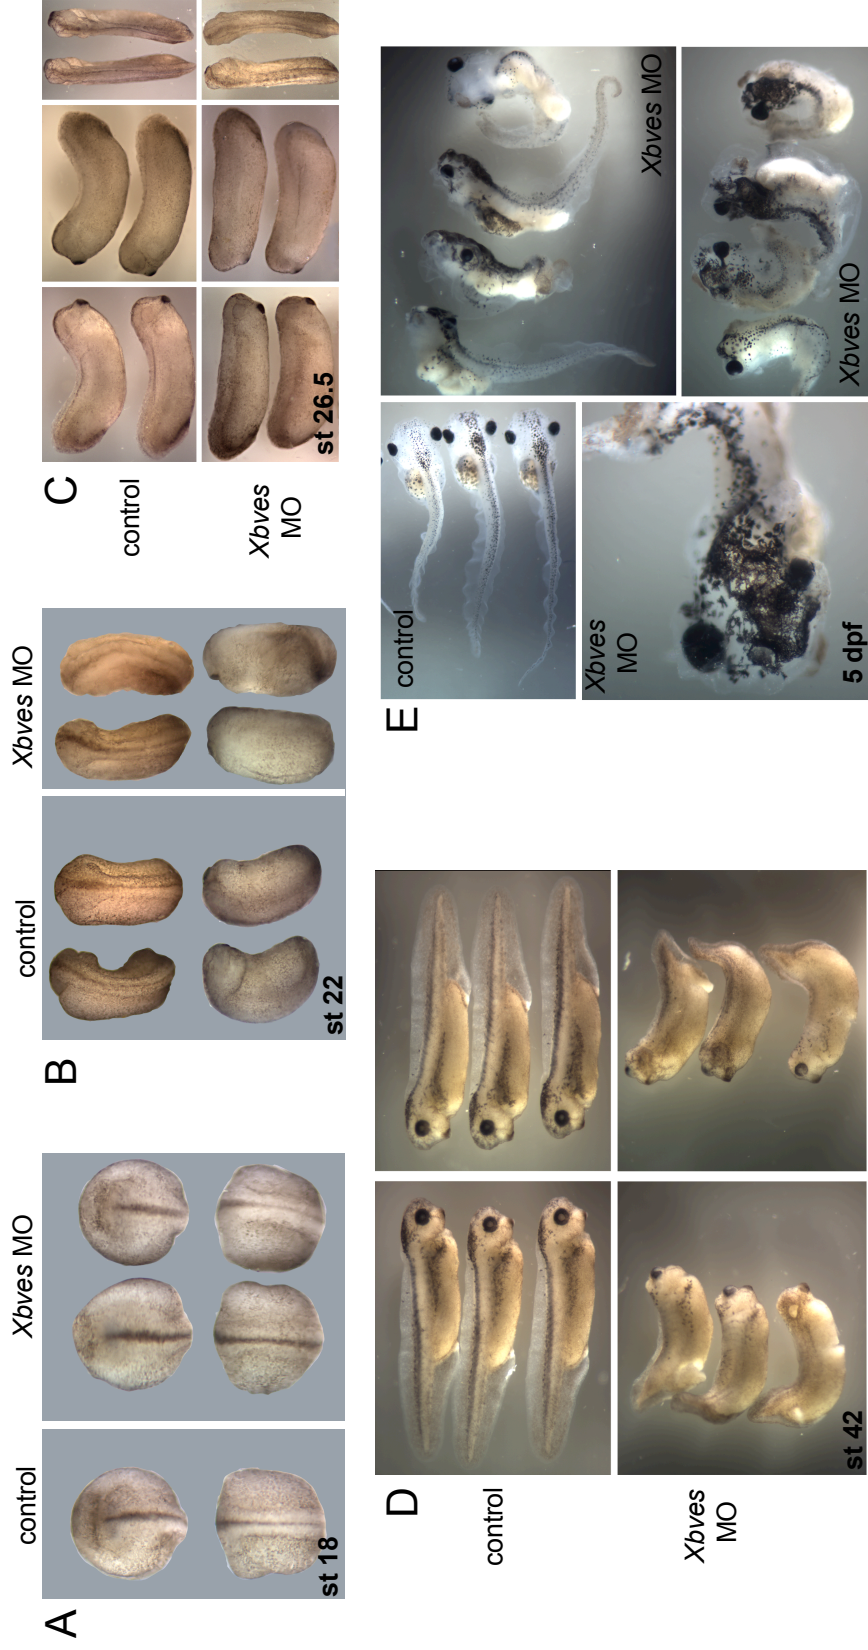 A
control
Xbves MO
st 18
B
control
Xbves MO
st 22
C
control
Xbves
MO
st 26.5
D
control
Xbves
MO
st 42
E
control
Xbves MO
Xbves
MO
5 dpf
Xbves MO